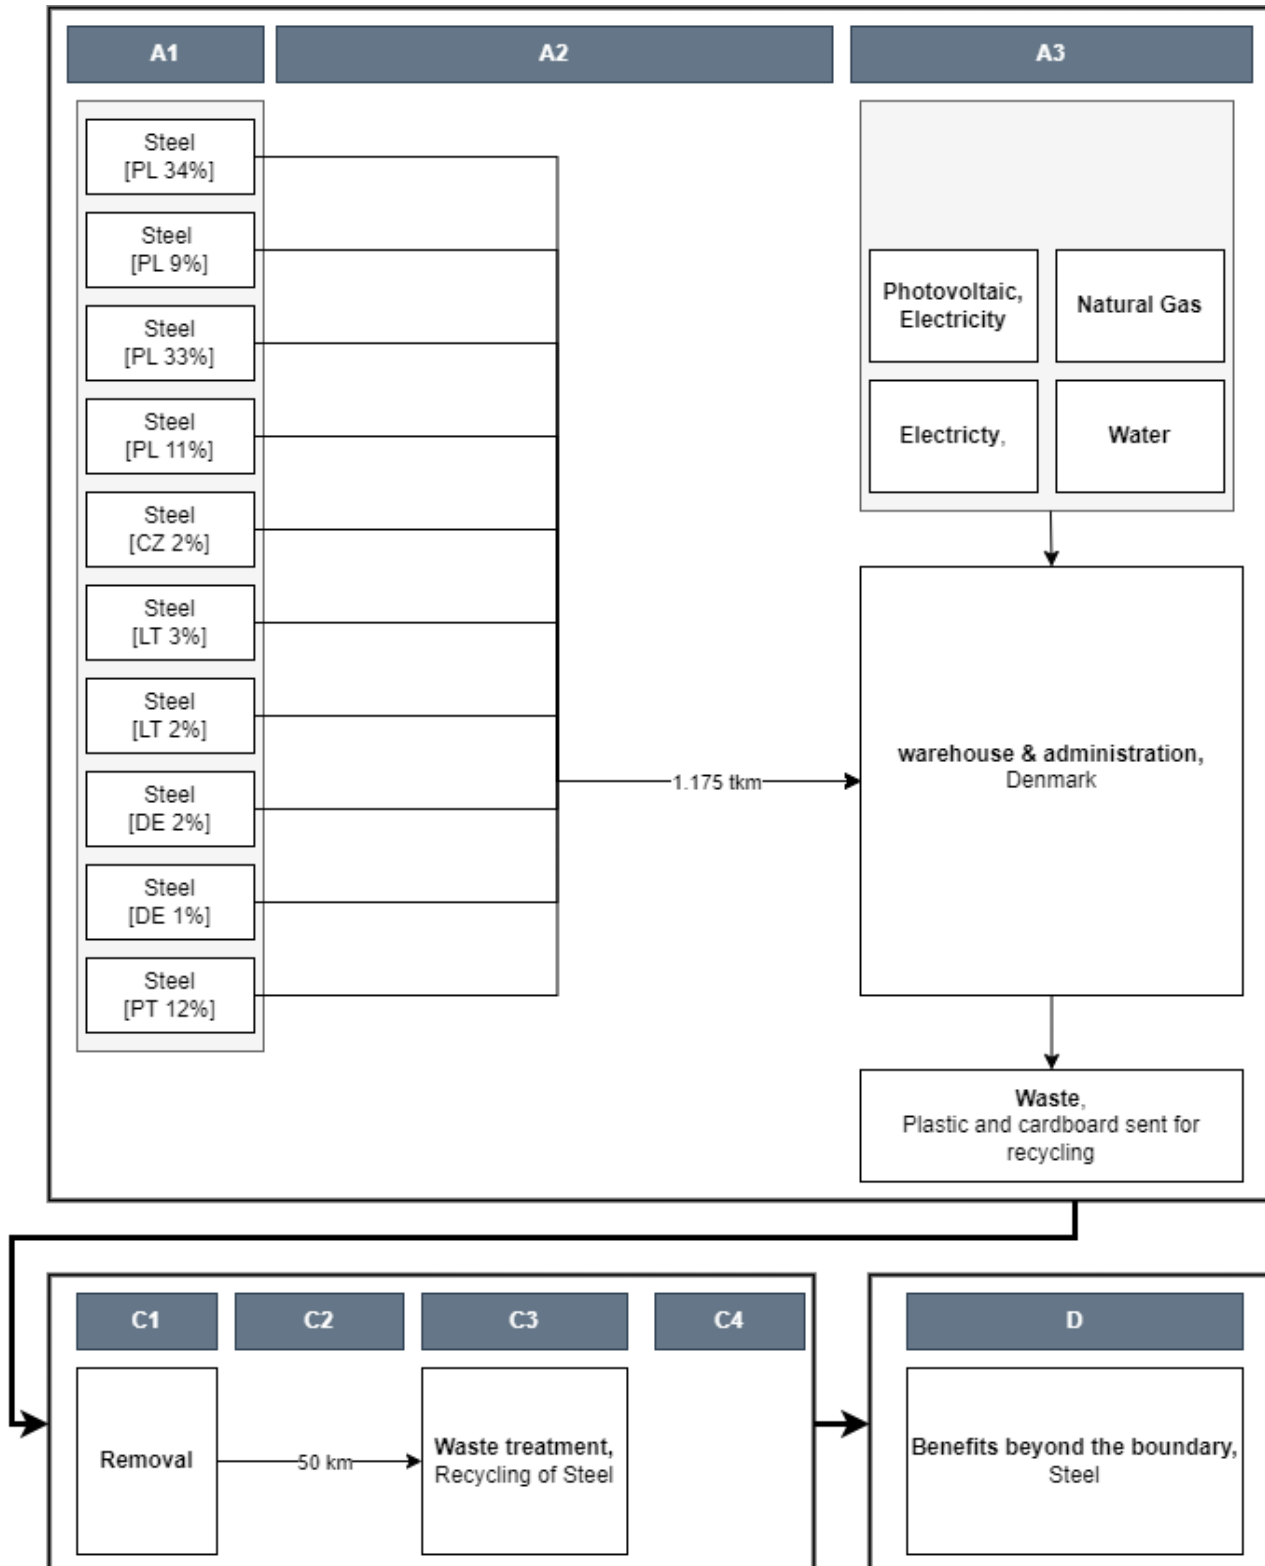 A1
A2
A3
Steel
[PL 34%]
Steel
[PL 9%]
Steel
[PL 33%]
Steel
[PL 11%]
Steel
[CZ 2%]
Steel
[LT 3%]
Steel
[LT 2%]
Steel
[DE 2%]
Steel
[DE 1%]
Steel
[PT 12%]
1.175 tkm
Photovoltaic,
Electricity
Natural Gas
Electricty,
Water
warehouse & administration,
Denmark
Waste,
Plastic and cardboard sent for
recycling
C1
C2
C3
C4
D
Removal
50 km
Waste treatment,
Recycling of Steel
Benefits beyond the boundary,
Steel